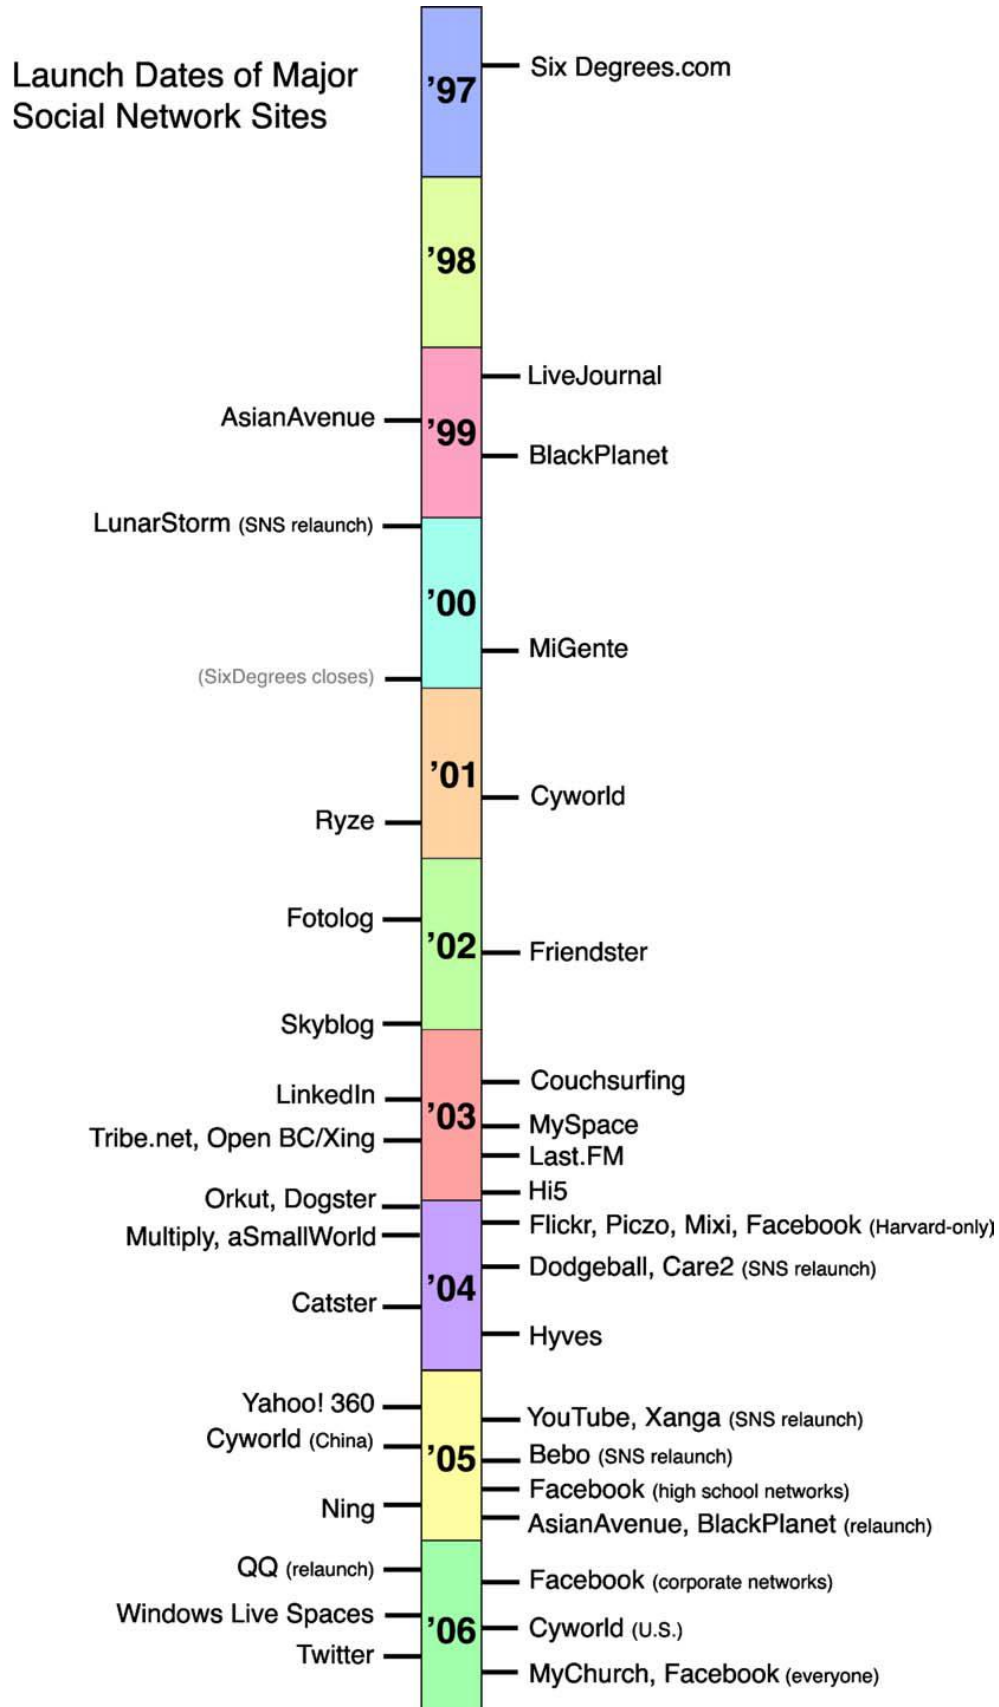 Launch Dates of Major
Social Network Sites
'97
Six Degrees.com
'98
LiveJournal
AsianAvenue
'99
BlackPlanet
LunarStorm (SNS relaunch)
'00
MiGente
(SixDegrees closes)
'01
Cyworld
Ryze
Fotolog
'02
Friendster
Skyblog
Couchsurfing
LinkedIn
'03
MySpace
Tribe.net, Open BC/Xing
Last.FM
Hi5
Orkut, Dogster
Flickr, Piczo, Mixi, Facebook (Harvard-only)
Multiply, aSmallWorld
Dodgeball, Care2 (SNS relaunch)
'04
Catster
Hyves
Yahoo! 360
YouTube, Xanga (SNS relaunch)
Cyworld (China)
'05
Bebo (SNS relaunch)
Facebook (high school networks)
Ning
AsianAvenue, BlackPlanet (relaunch)
QQ (relaunch)
Facebook (corporate networks)
Windows Live Spaces
'06
Cyworld (U.S.)
Twitter
MyChurch, Facebook (everyone)